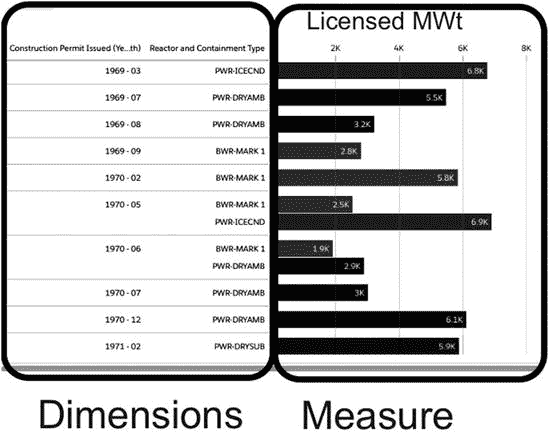 Licensed MWt
Construction Permit Issued (Ye...th) Reactor and Containment Type 2K 4K 6K 8K
1969 - 03 PWR-ICECND 6.8K
1969 - 07 PWR-DRYAMB 5.5K
1969 - 08 PWR-DRYAMB 3.2K
1969 - 09 BWR-MARK 1 2.8K
1970 - 02 BWR-MARK 1 5.8K
1970 - 05 BWR-MARK 1 2.5K
PWR-ICECND 6.9K
1970 - 06 BWR-MARK 1 1.9K
PWR-DRYAMB 2.9K
1970 - 07 PWR-DRYAMB 3K
1970 - 12 PWR-DRYAMB 6.1K
1971 - 02 PWR-DRYSUB 5.9K
Dimensions Measure